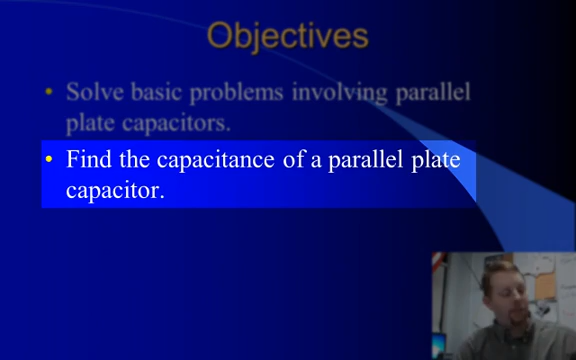 Objectives
• Solve basic problems involving parallel
plate capacitors.
• Find the capacitance of a parallel plate
capacitor.